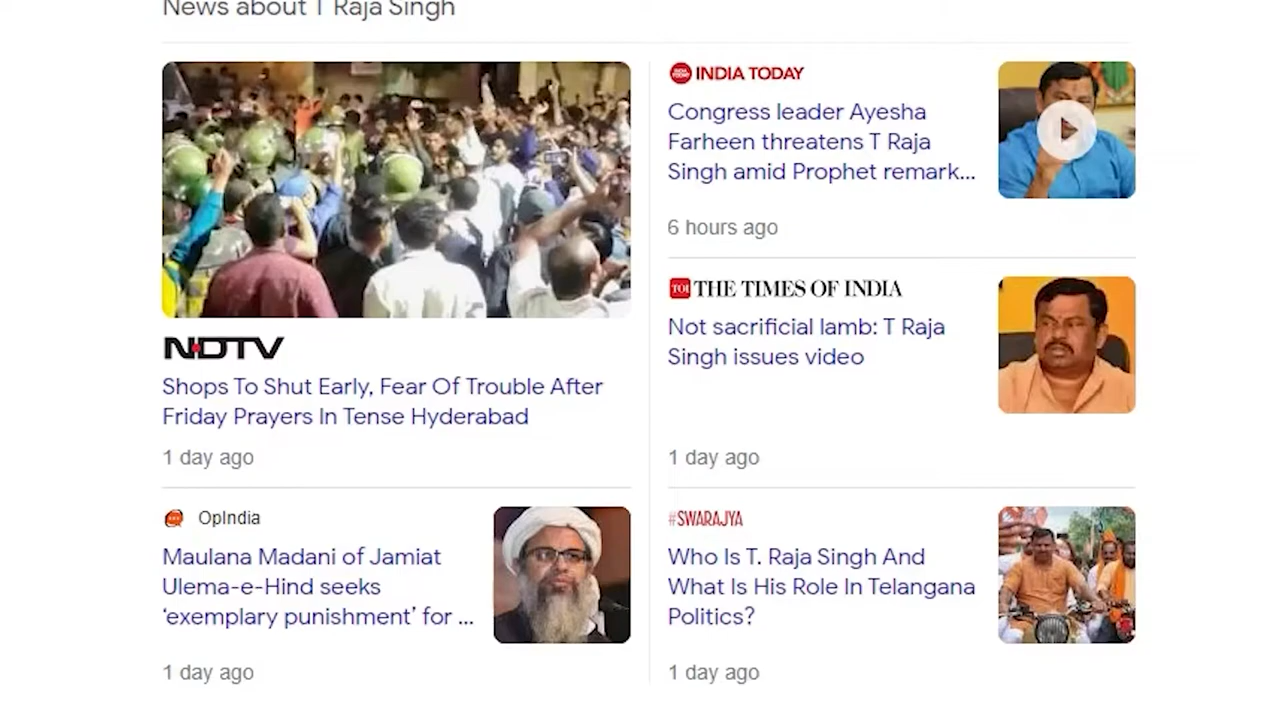 News about T Raja Singh
NDTV
Shops To Shut Early, Fear Of Trouble After
Friday Prayers In Tense Hyderabad
1 day ago
OpIndia
Maulana Madani of Jamiat
Ulema-e-Hind seeks
‘exemplary punishment’ for ...
1 day ago
INDIA TODAY
Congress leader Ayesha
Farheen threatens T Raja
Singh amid Prophet remark...
6 hours ago
TOI THE TIMES OF INDIA
Not sacrificial lamb: T Raja
Singh issues video
1 day ago
#SWARAJYA
Who Is T. Raja Singh And
What Is His Role In Telangana
Politics?
1 day ago